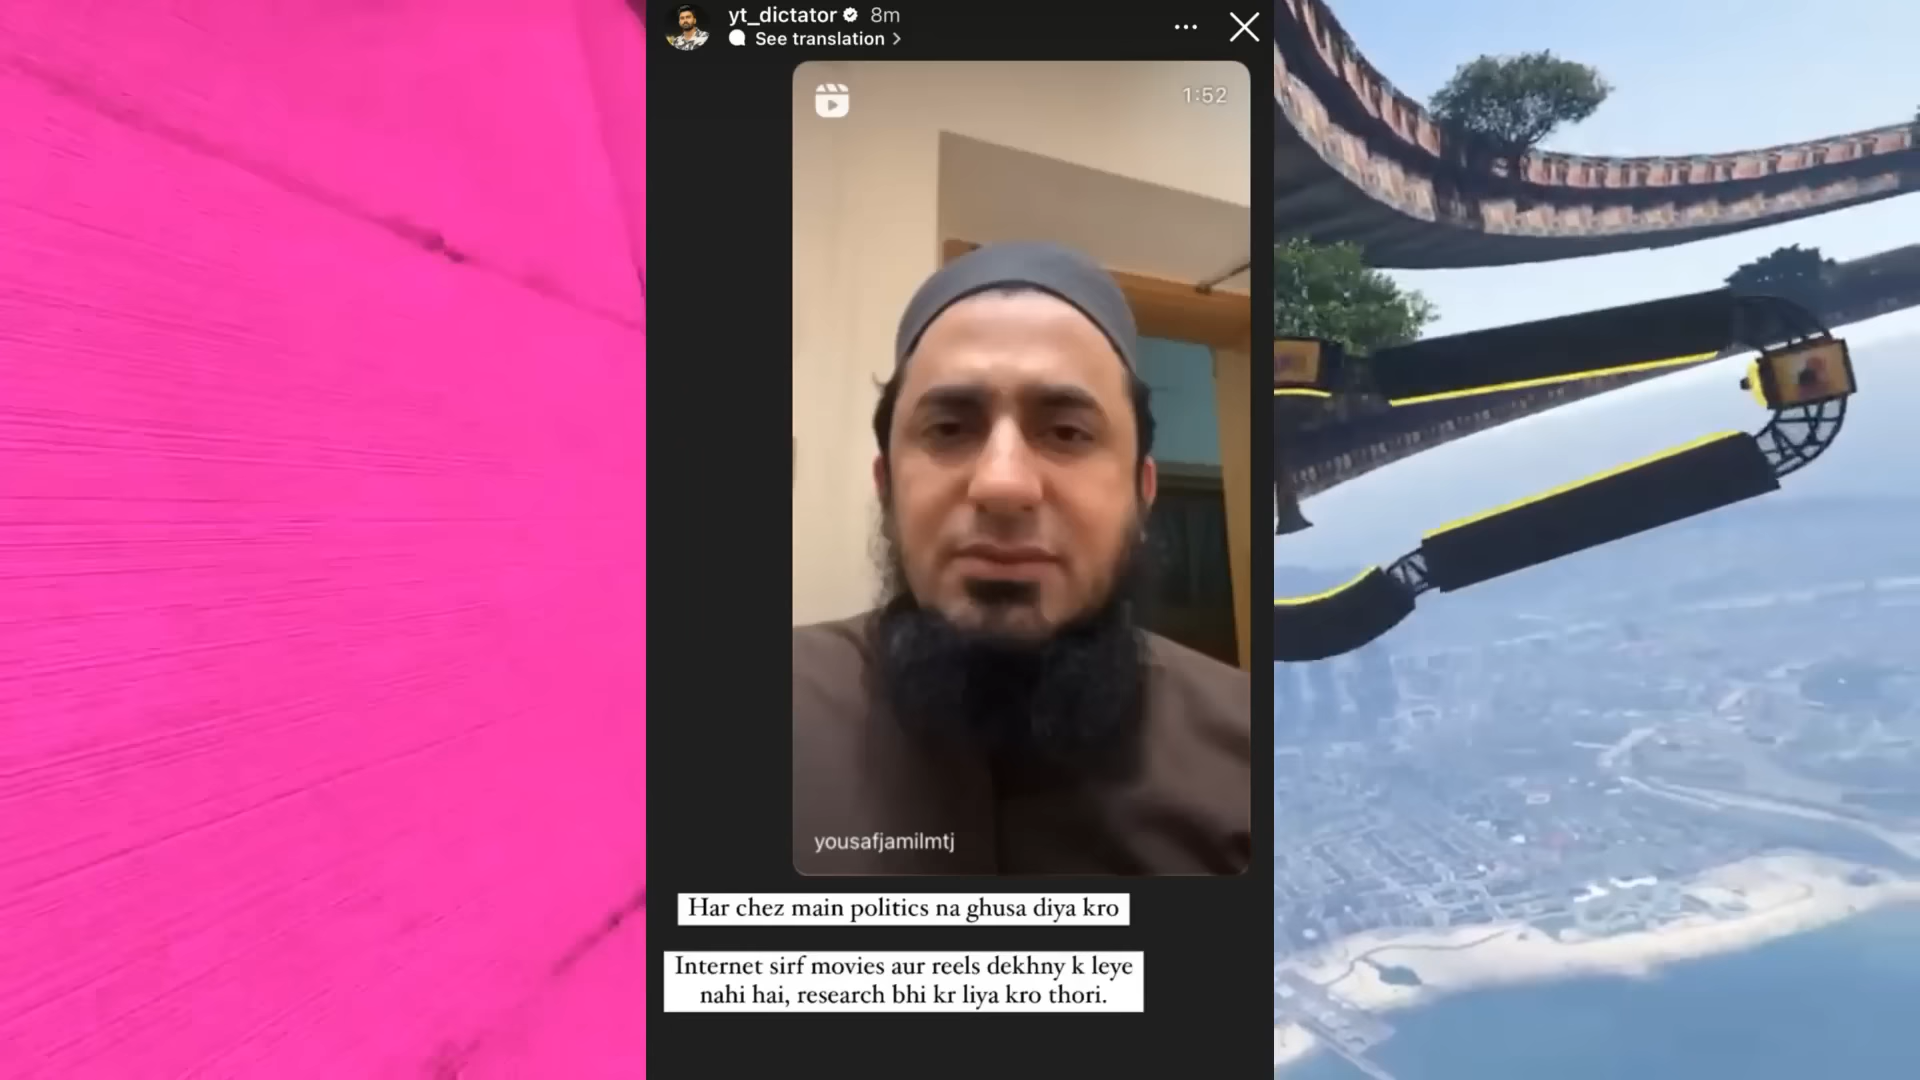 yt_dictator 8m
See translation >
1:52
yousafjamilmtj
Har chez main politics na ghusa diya kro
Internet sirf movies aur reels dekhny k leye
nahi hai, research bhi kr liya kro thori.